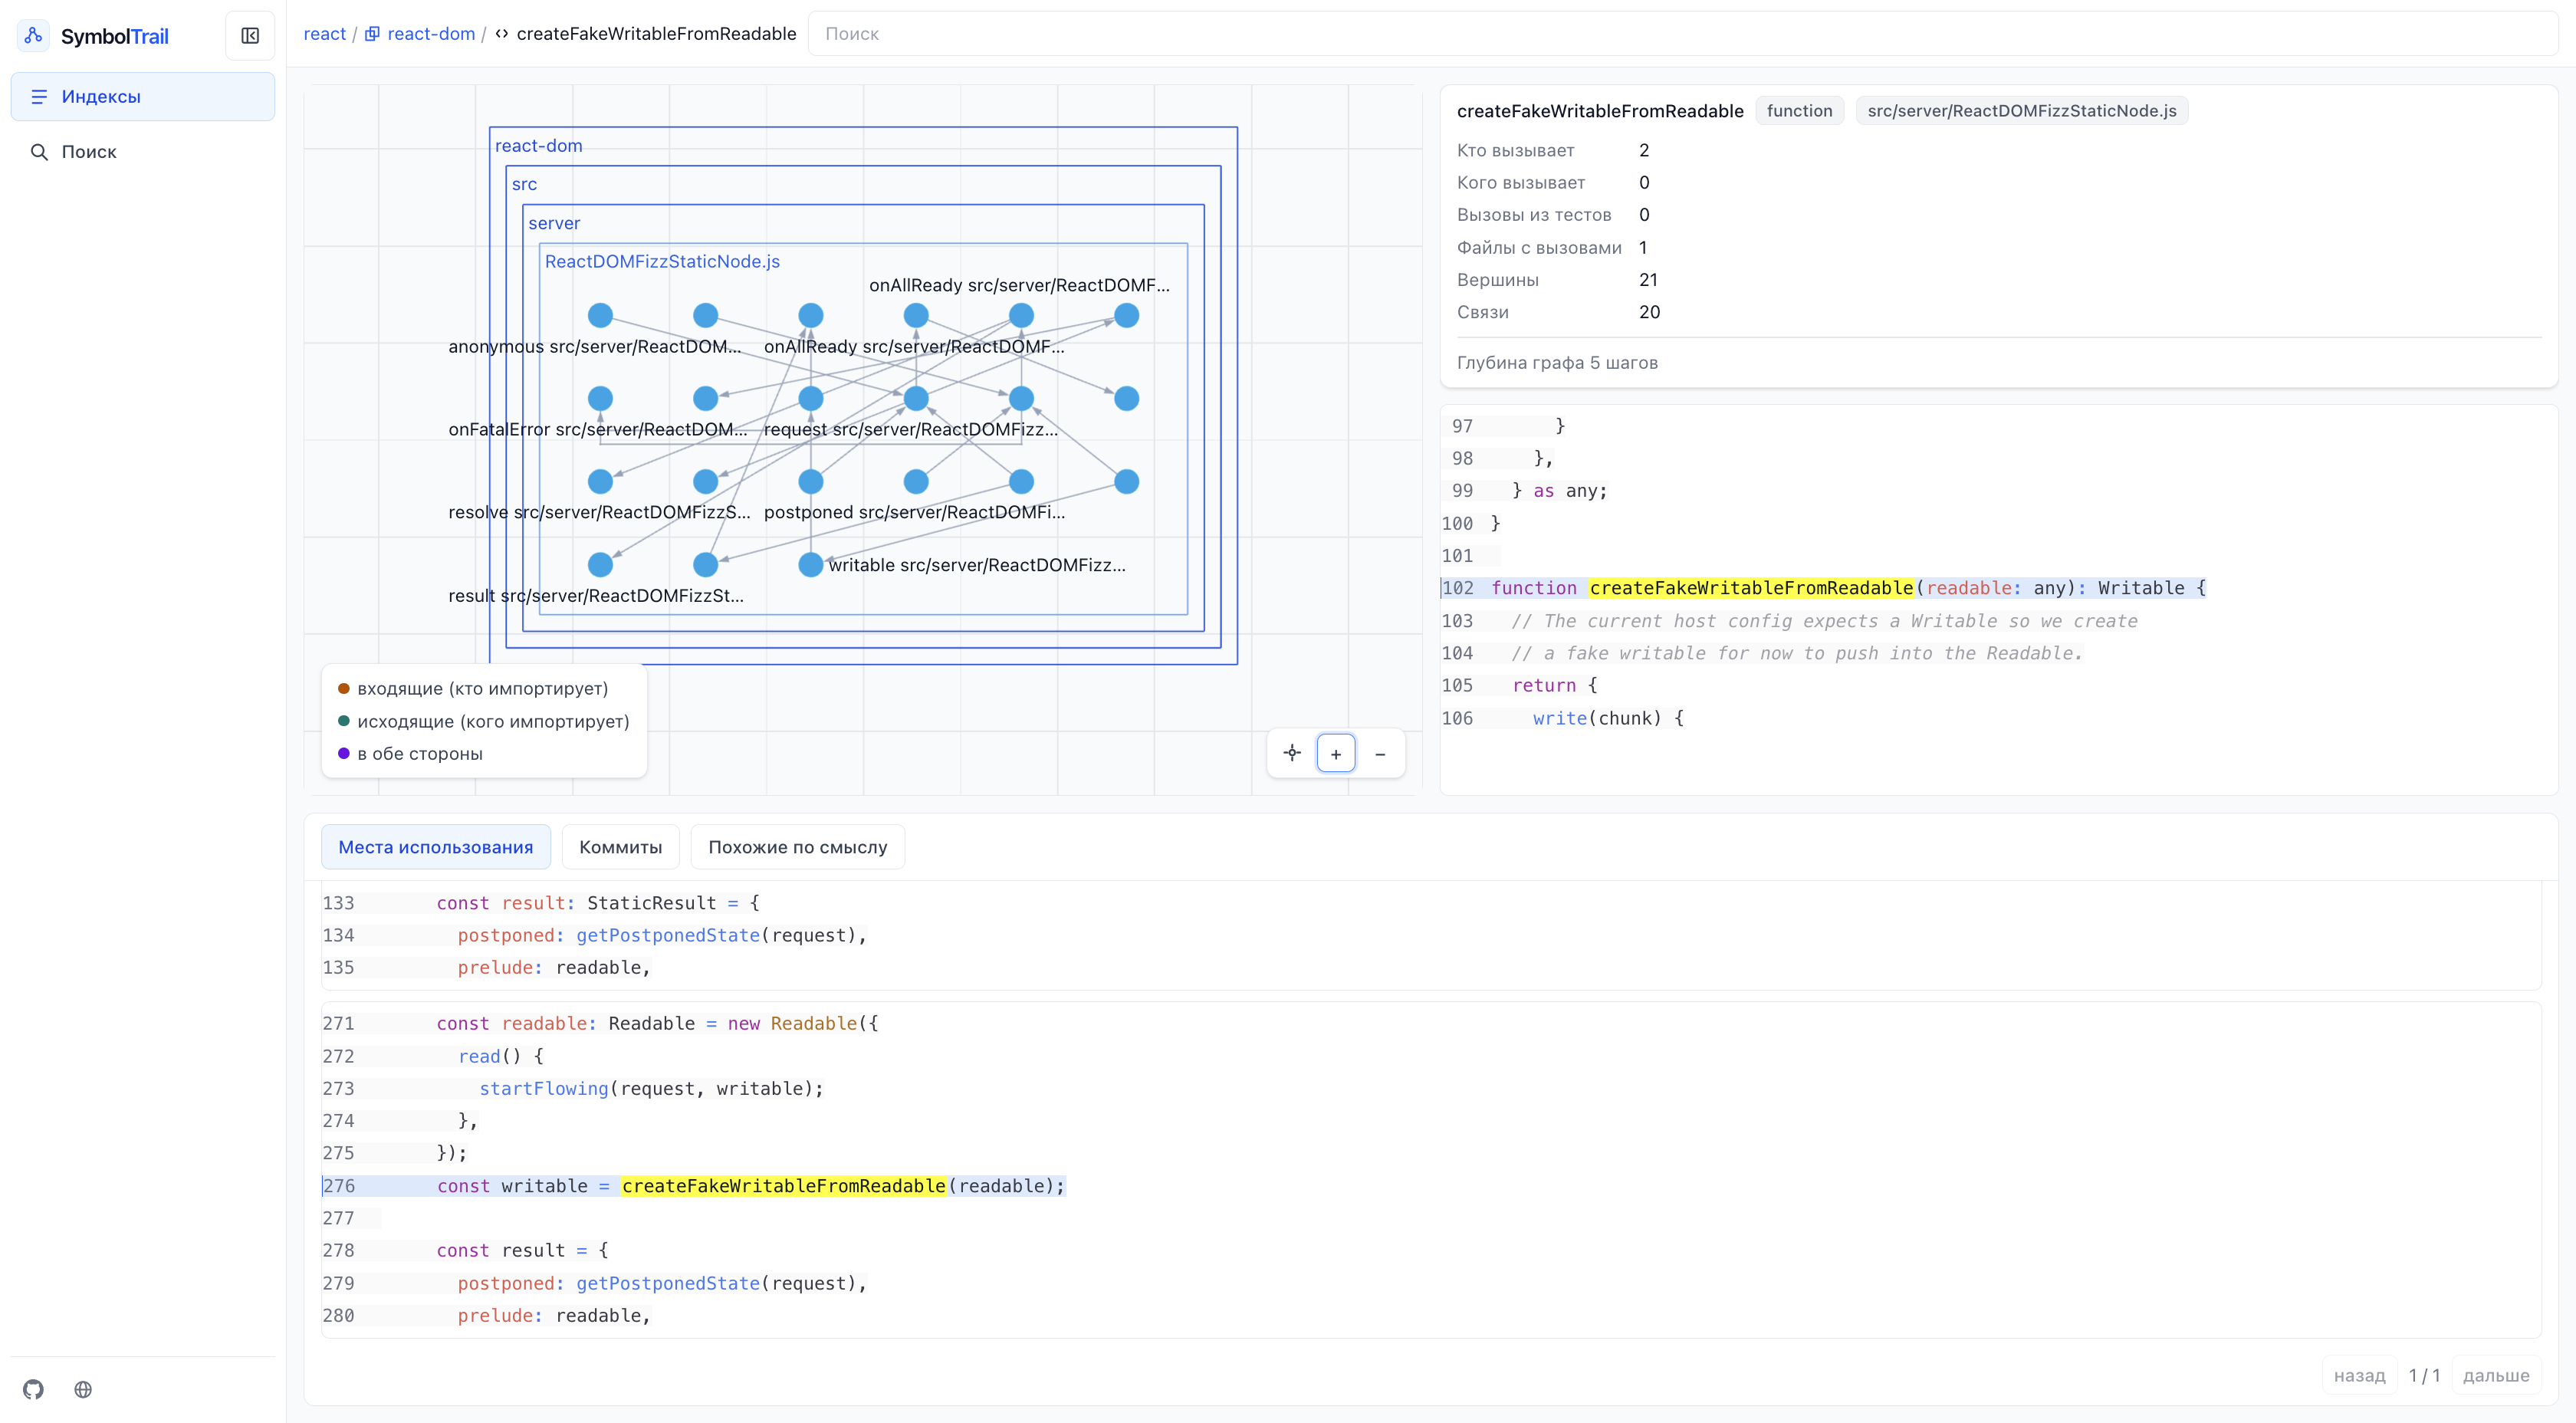 SymbolTrail
Индексы
Поиск
react / react-dom / createFakeWritableFromReadable
Поиск
react-dom
src
server
ReactDOMFizzStaticNode.js
onAllReady src/server/ReactDOMF...
anonymous src/server/ReactDOM...
onAllReady src/server/ReactDOMF...
onFatalError src/server/ReactDOM...
request src/server/ReactDOMFizz...
resolve src/server/ReactDOMFizzS...
postponed src/server/ReactDOMFi...
writable src/server/ReactDOMFizz...
result src/server/ReactDOMFizzSt...
входящие (кто импортирует)
исходящие (кого импортирует)
в обе стороны
+
−
createFakeWritableFromReadable function src/server/ReactDOMFizzStaticNode.js
Кто вызывает 2
Кого вызывает 0
Вызовы из тестов 0
Файлы с вызовами 1
Вершины 21
Связи 20
Глубина графа 5 шагов
97       }
98     },
99   } as any;
100 }
101
102 function createFakeWritableFromReadable(readable: any): Writable {
103   // The current host config expects a Writable so we create
104   // a fake writable for now to push into the Readable.
105   return {
106     write(chunk) {
Места использования
Коммиты
Похожие по смыслу
133       const result: StaticResult = {
134         postponed: getPostponedState(request),
135         prelude: readable,
271       const readable: Readable = new Readable({
272         read() {
273           startFlowing(request, writable);
274         },
275       });
276       const writable = createFakeWritableFromReadable(readable);
277
278       const result = {
279         postponed: getPostponedState(request),
280         prelude: readable,
назад 1 / 1 дальше